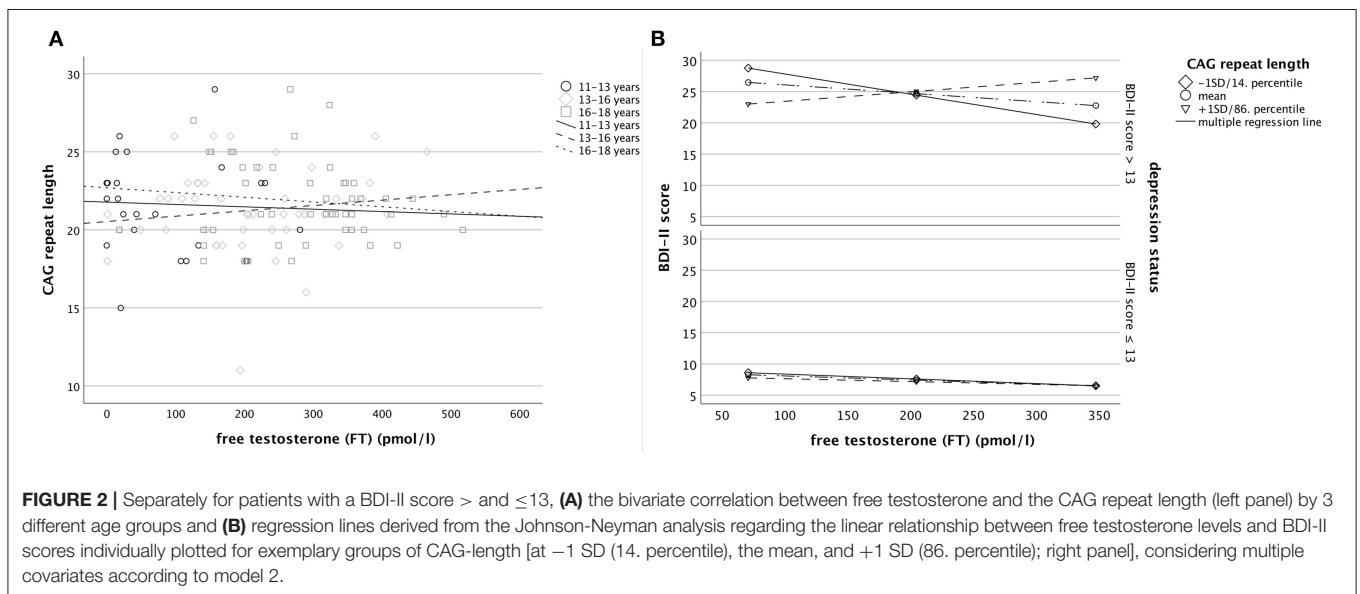 A
30
25
20
15
10
CAG repeat length
0 100 200 300 400 500 600
free testosterone (FT) (pmol/l)
11–13 years
13–16 years
16–18 years
11–13 years
13–16 years
16–18 years
B
30
25
20
15
10
5
30
25
20
15
10
5
BDI–II score
BDI–II score > 13
BDI–II score ≤ 13
depression status
50 100 150 200 250 300 350
free testosterone (FT) (pmol/l)
CAG repeat length
–1SD/14. percentile
mean
+1SD/86. percentile
multiple regression line
FIGURE 2 | Separately for patients with a BDI-II score > and ≤13, (A) the bivariate correlation between free testosterone and the CAG repeat length (left panel) by 3
different age groups and (B) regression lines derived from the Johnson-Neyman analysis regarding the linear relationship between free testosterone levels and BDI-II
scores individually plotted for exemplary groups of CAG-length [at −1 SD (14. percentile), the mean, and +1 SD (86. percentile); right panel], considering multiple
covariates according to model 2.